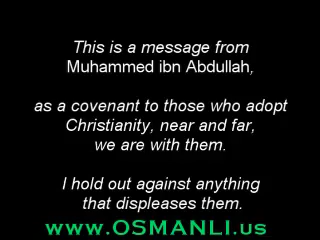 This is a message from
Muhammed ibn Abdullah,
as a covenant to those who adopt
Christianity, near and far,
we are with them.
I hold out against anything
that displeases them.
www.OSMANLI.us